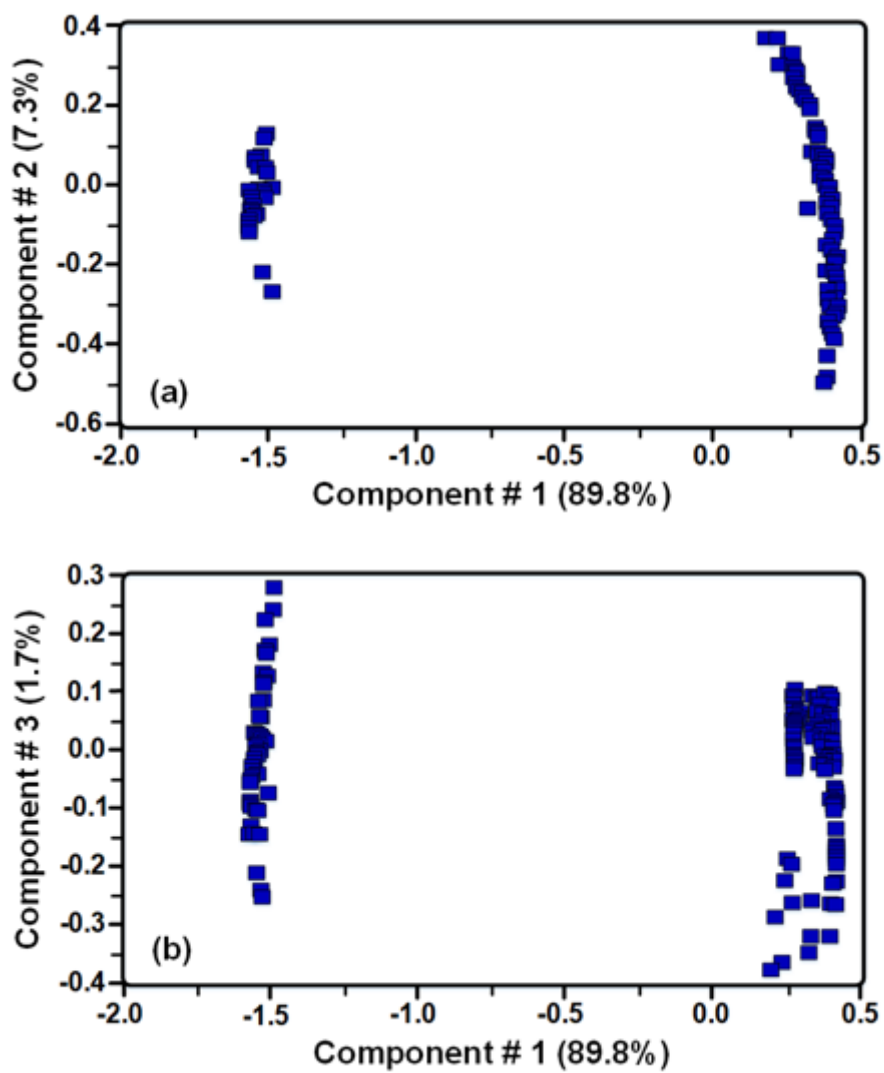 0.4
0.2
0.0
-0.2
-0.4
-0.6
Component # 2 (7.3%)
(a)
-2.0 -1.5 -1.0 -0.5 0.0 0.5
Component # 1 (89.8%)
0.3
0.2
0.1
0.0
-0.1
-0.2
-0.3
-0.4
Component # 3 (1.7%)
(b)
-2.0 -1.5 -1.0 -0.5 0.0 0.5
Component # 1 (89.8%)